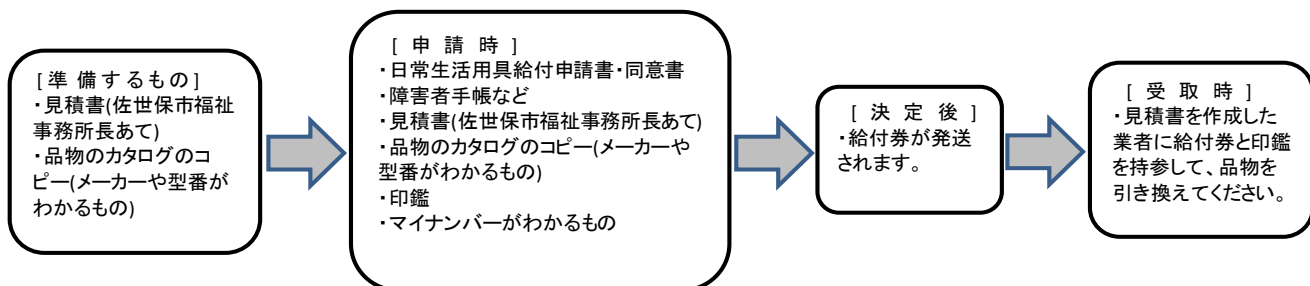 [準備するもの]
・見積書(佐世保市福祉
事務所長あて)
・品物のカタログのコ
ピー(メーカーや型番が
わかるもの)
[申請時]
・日常生活用具給付申請書・同意書
・障害者手帳など
・見積書(佐世保市福祉事務所長あて)
・品物のカタログのコピー(メーカーや
型番がわかるもの)
・印鑑
・マイナンバーがわかるもの
[決定後]
・給付券が発送
されます。
[受取時]
・見積書を作成した
業者に給付券と印鑑
を持参して、品物を
引き換えてください。